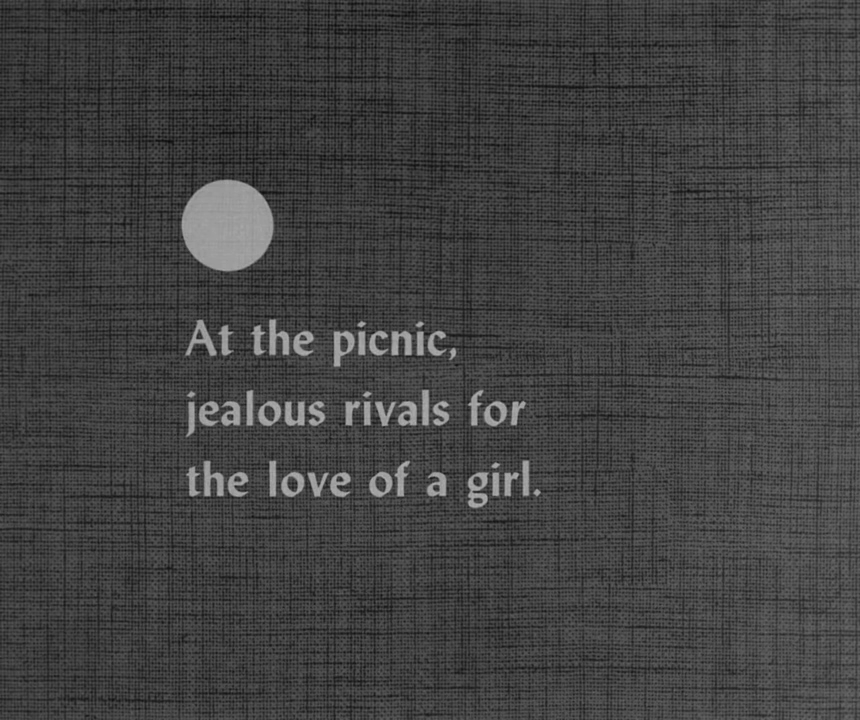 At the picnic,
jealous rivals for
the love of a girl.